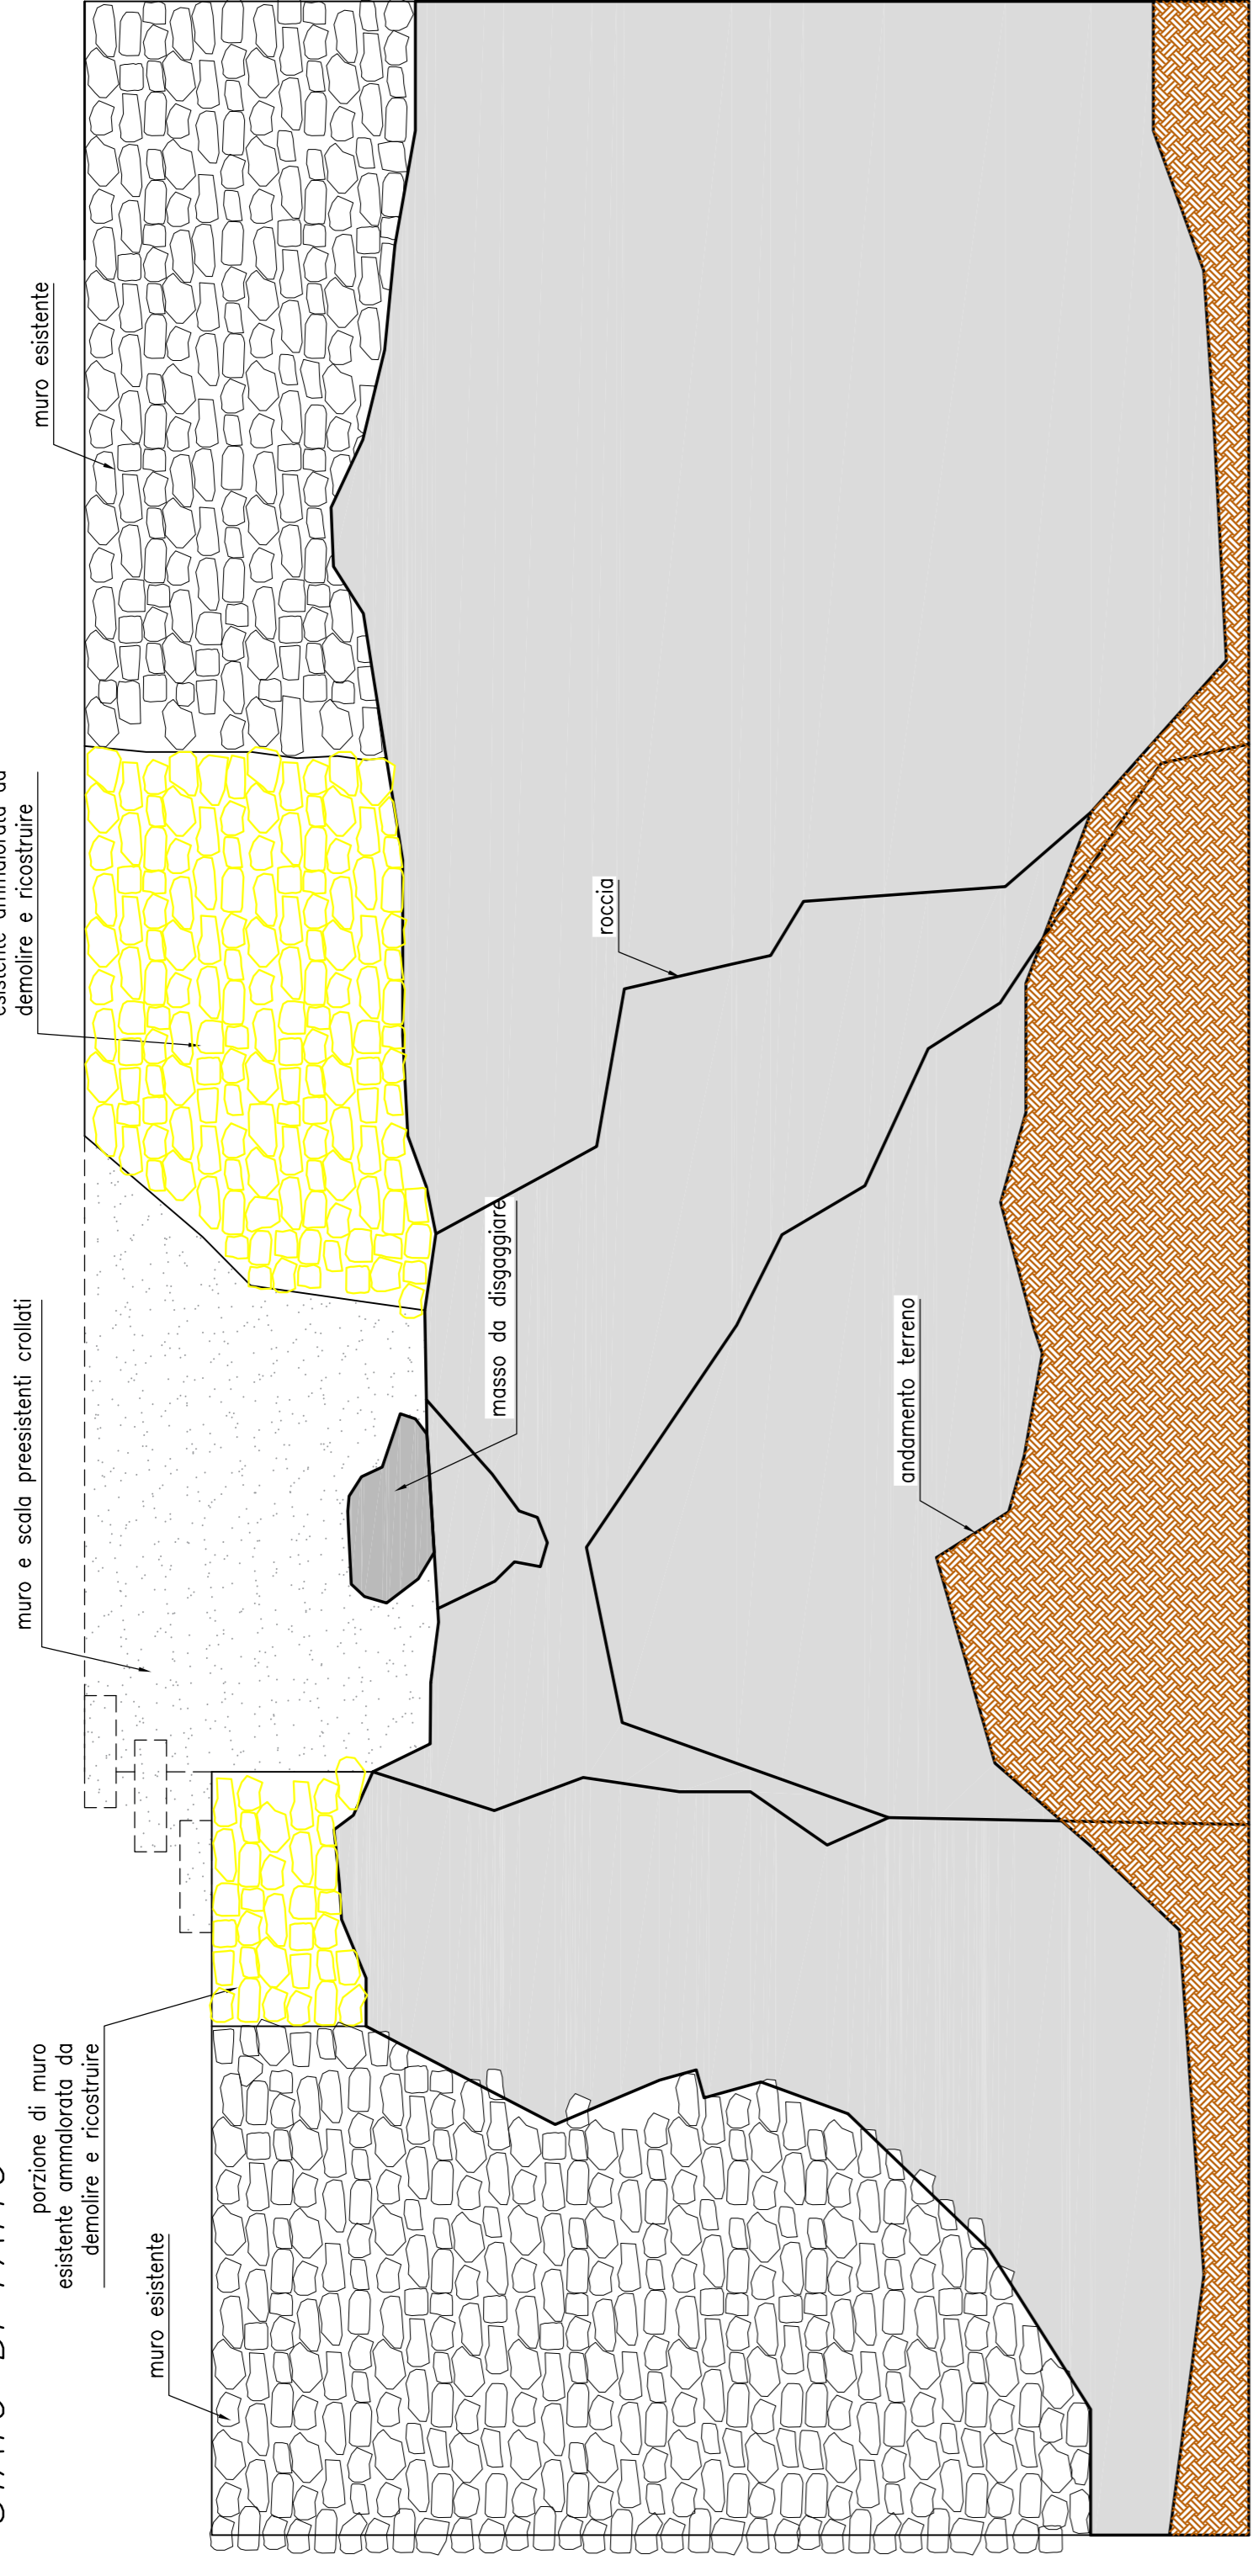 porzione di muro
esistente ammalorata da
demolire e ricostruire
muro esistente
muro e scala preesistenti crollati
esistente ammalorata da
demolire e ricostruire
muro esistente
masso da disgaggiare
roccia
andamento terreno